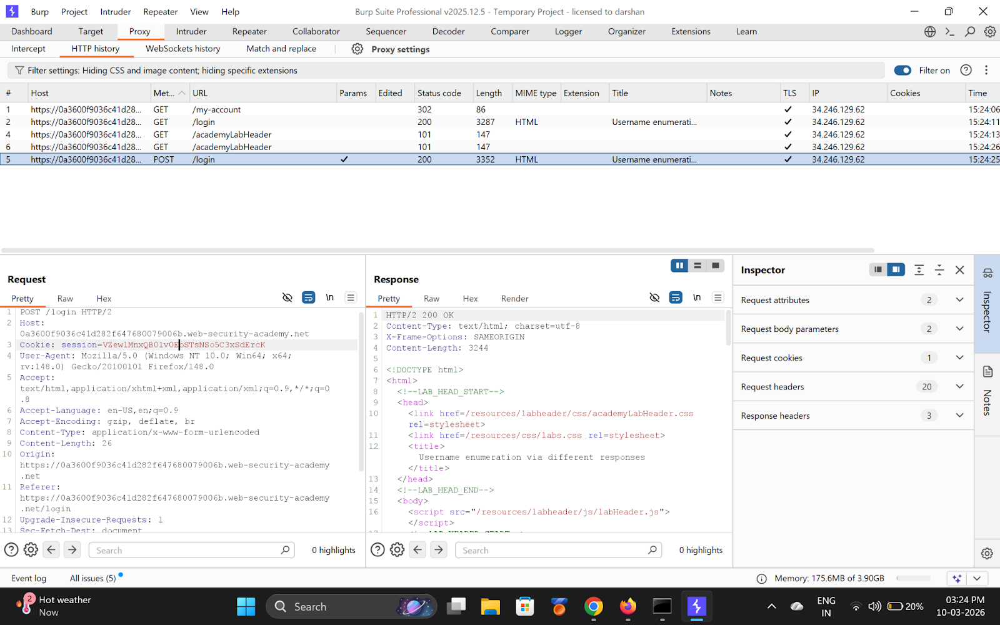 Burp Project Intruder Repeater View Help Burp Suite Professional v2025.12.5 - Temporary Project - licensed to darshan
Dashboard Target Proxy Intruder Repeater Collaborator Sequencer Decoder Comparer Logger Organizer Extensions Learn
Intercept HTTP history WebSockets history Match and replace Proxy settings
Filter settings: Hiding CSS and image content; hiding specific extensions Filter on
# Host Met... URL Params Edited Status code Length MIME type Extension Title Notes TLS IP Cookies Time
1 https://0a3600f9036c41d28... GET /my-account 302 86 ✓ 34.246.129.62 15:24:06
2 https://0a3600f9036c41d28... GET /login 200 3287 HTML Username enumerati... ✓ 34.246.129.62 15:24:11
4 https://0a3600f9036c41d28... GET /academyLabHeader 101 147 ✓ 34.246.129.62 15:24:13
6 https://0a3600f9036c41d28... GET /academyLabHeader 101 147 ✓ 34.246.129.62 15:24:26
5 https://0a3600f9036c41d28... POST /login ✓ 200 3352 HTML Username enumerati... ✓ 34.246.129.62 15:24:25
Request
Pretty Raw Hex \n
1 POST /login HTTP/2
2 Host:
0a3600f9036c41d282f647680079006b.web-security-academy.net
3 Cookie: session=
4 User-Agent: Mozilla/5.0 (Windows NT 10.0; Win64; x64;
rv:148.0) Gecko/20100101 Firefox/148.0
5 Accept:
text/html,application/xhtml+xml,application/xml;q=0.9,*/*;q=0
.8
6 Accept-Language: en-US,en;q=0.9
7 Accept-Encoding: gzip, deflate, br
8 Content-Type: application/x-www-form-urlencoded
9 Content-Length: 26
10 Origin:
https://0a3600f9036c41d282f647680079006b.web-security-academy
.net
11 Referer:
https://0a3600f9036c41d282f647680079006b.web-security-academy
.net/login
12 Upgrade-Insecure-Requests: 1
13 Sec-Fetch-Dest: document
Search 0 highlights
Response
Pretty Raw Hex Render \n
1 HTTP/2 200 OK
2 Content-Type: text/html; charset=utf-8
3 X-Frame-Options: SAMEORIGIN
4 Content-Length: 3244
5
6 <!DOCTYPE html>
7 <html>
8 <!--LAB_HEAD_START-->
9 <head>
10 <link href=/resources/labheader/css/academyLabHeader.css
rel=stylesheet>
11 <link href=/resources/css/labs.css rel=stylesheet>
12 <title>
Username enumeration via different responses
</title>
13 </head>
14 <!--LAB_HEAD_END-->
15 <body>
16 <script src="/resources/labheader/js/labHeader.js">
</script>
17 <!--LAB_HEADER_START-->
Search 0 highlights
Inspector
Request attributes 2
Request body parameters 2
Request cookies 1
Request headers 20
Response headers 3
Inspector
Notes
Event log All issues (5) Memory: 175.6MB of 3.90GB
2 Hot weather
Now
Search
ENG
IN
20%
03:24 PM
10-03-2026